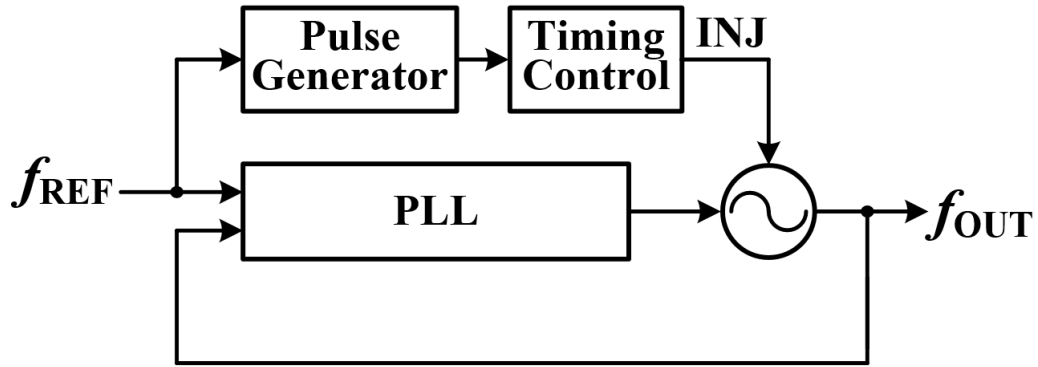 Pulse
Generator
Timing
Control
INJ
fREF
PLL
fOUT